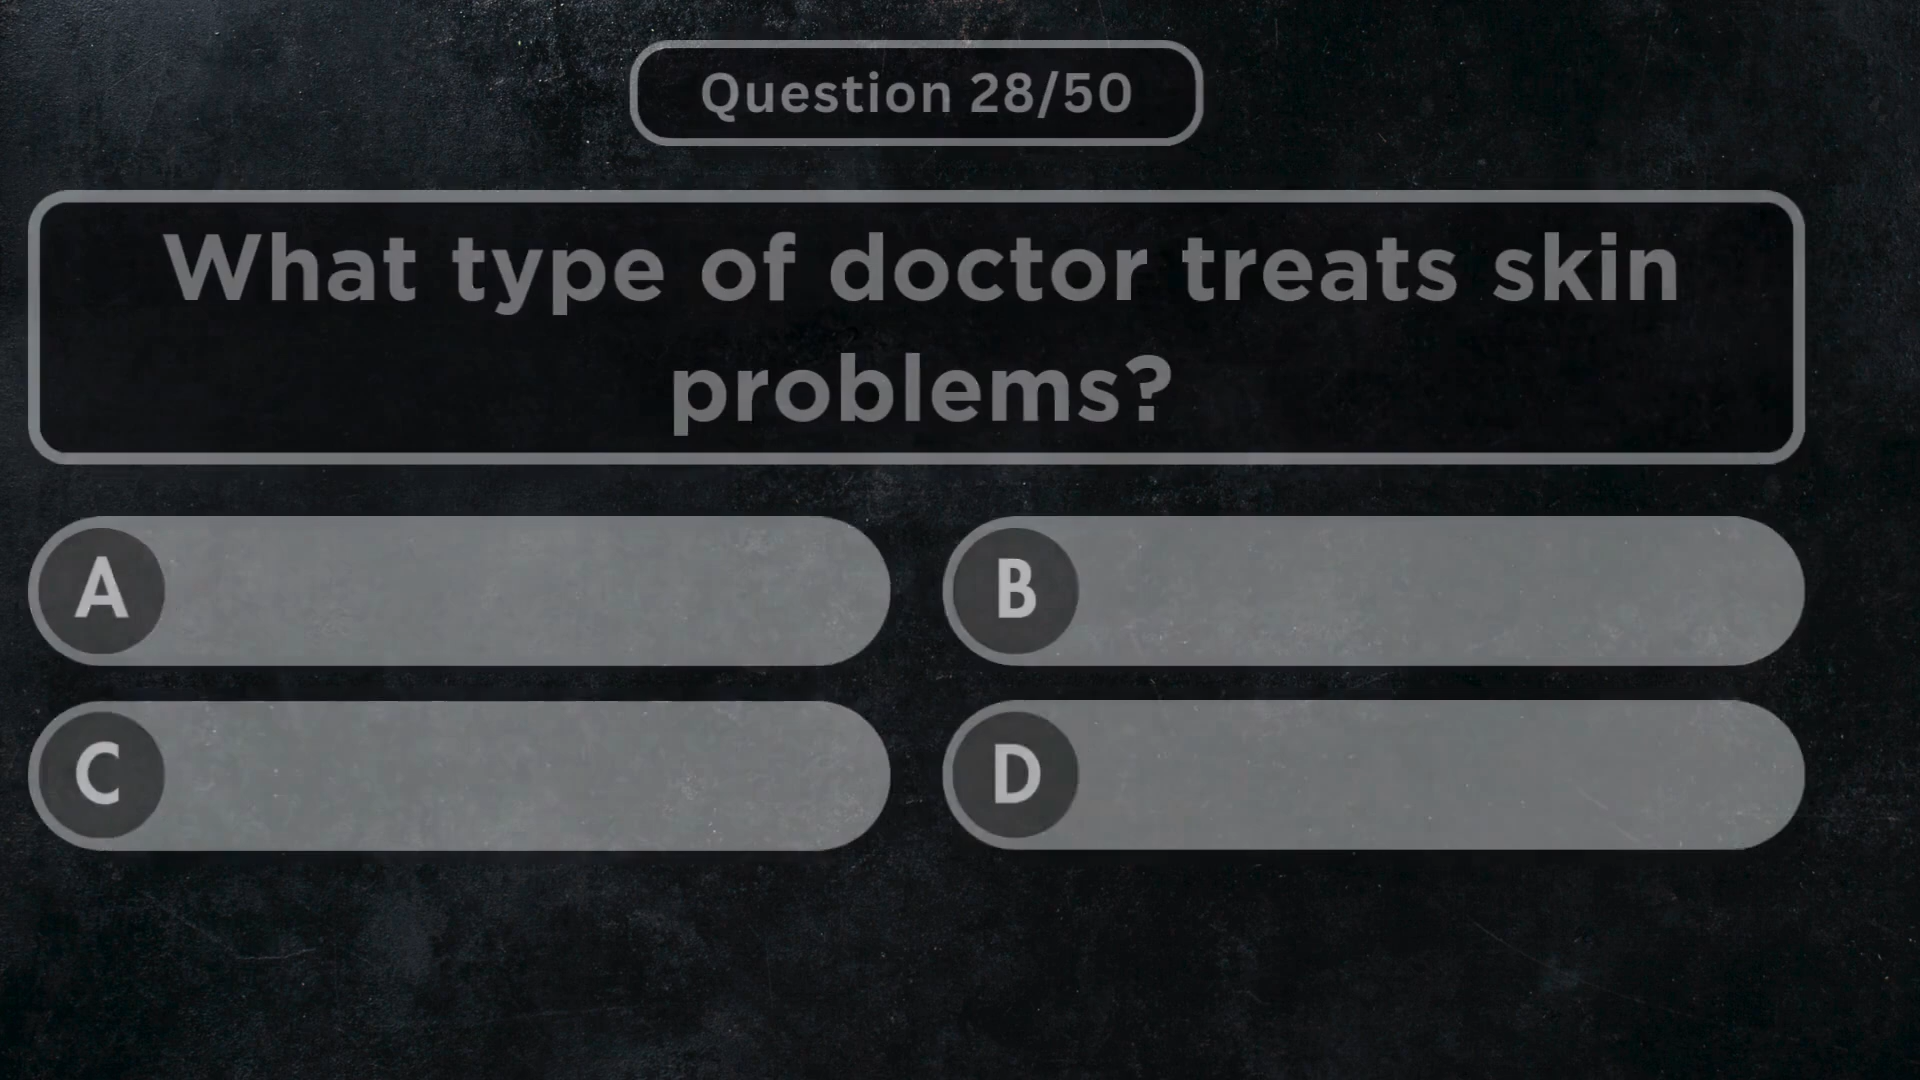 Question 28/50
What type of doctor treats skin
problems?
A
B
C
D